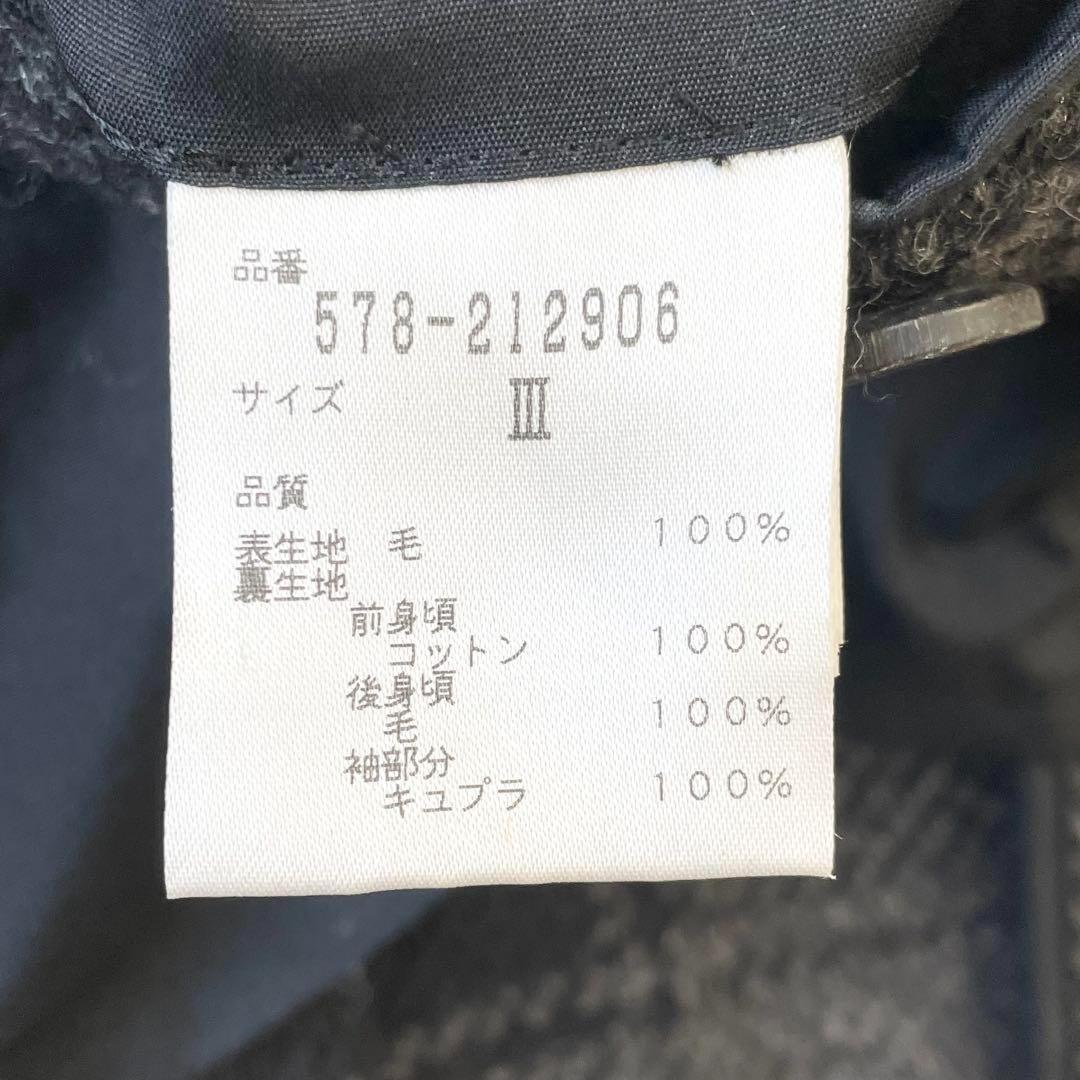 品番
578-212906
サイズ Ⅲ
品質
表生地 毛 100%
裏生地
前身頃
コットン 100%
後身頃
毛 100%
袖部分
キュプラ 100%